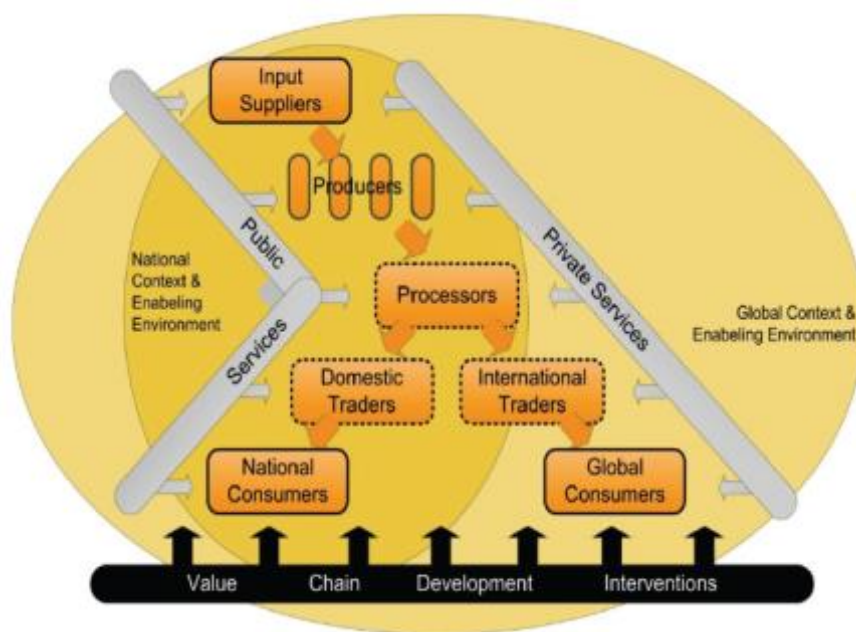 Input
Suppliers
Producers
Public
Services
Private Services
National
Context &
Enabeling
Environment
Processors
Global Context &
Enabeling Environment
Domestic
Traders
International
Traders
National
Consumers
Global
Consumers
Value Chain Development Interventions